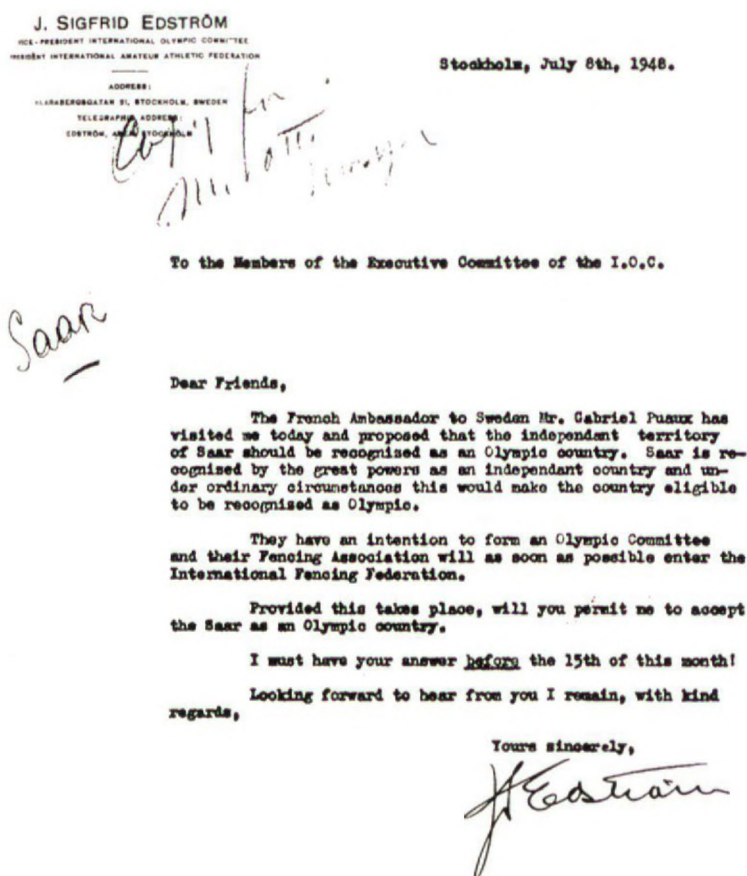 J. SIGFRID EDSTRÖM
VICE-PRESIDENT INTERNATIONAL OLYMPIC COMMITTEE
PRESIDENT INTERNATIONAL AMATEUR ATHLETIC FEDERATION
Stockholm, July 8th, 1948.
ADDRESS:
STOCKHOLM, SWEDEN
TELEGRAPHIC ADDRESS:
EDSTRÖM, STOCKHOLM
Copy for
To the Members of the Executive Committee of the I.O.C.
Saar
Dear Friends,
The French Ambassador to Sweden Mr. Gabriel Puaux has
visited me today and proposed that the independant territory
of Saar should be recognised as an Olympic country. Saar is re-
cognised by the great powers as an independant country and un-
der ordinary circumstances this would make the country eligible
to be recognised as Olympic.
They have an intention to form an Olympic Committee
and their Fencing Association will as soon as possible enter the
International Fencing Federation.
Provided this takes place, will you permit me to accept
the Saar as an Olympic country.
I must have your answer before the 15th of this month!
Looking forward to hear from you I remain, with kind
regards,
Yours sincerely,
J S Edström